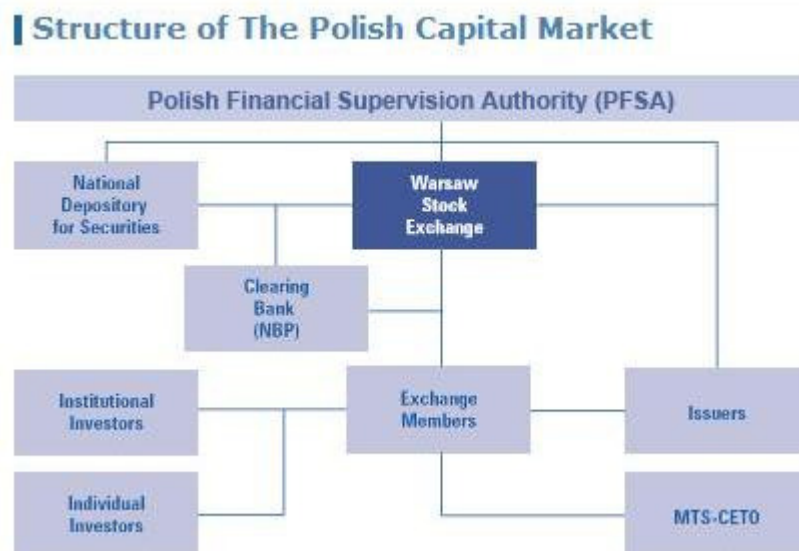 Structure of The Polish Capital Market
Polish Financial Supervision Authority (PFSA)
National
Depository
for Securities
Warsaw
Stock
Exchange
Clearing
Bank
(NBP)
Institutional
Investors
Exchange
Members
Issuers
Individual
Investors
MTS-CETO